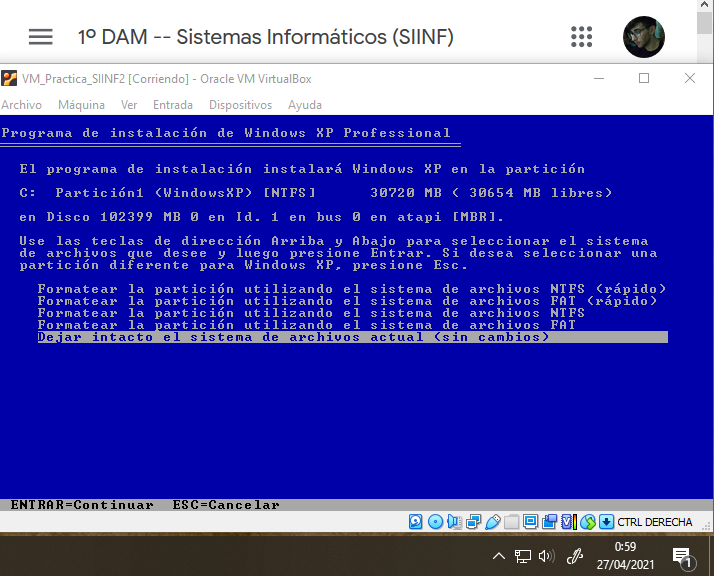 1º DAM -- Sistemas Informáticos (SIINF)
VM_Practica_SIINF2 [Corriendo] - Oracle VM VirtualBox
Archivo Máquina Ver Entrada Dispositivos Ayuda
Programa de instalación de Windows XP Professional
El programa de instalación instalará Windows XP en la partición
C: Partición1 (WindowsXP) [NTFS] 30720 MB ( 30654 MB libres)
en Disco 102399 MB 0 en Id. 1 en bus 0 en atapi [MBR].
Use las teclas de dirección Arriba y Abajo para seleccionar el sistema
de archivos que desee y luego presione Entrar. Si desea seleccionar una
partición diferente para Windows XP, presione Esc.
Formatear la partición utilizando el sistema de archivos NTFS (rápido)
Formatear la partición utilizando el sistema de archivos FAT (rápido)
Formatear la partición utilizando el sistema de archivos NTFS
Formatear la partición utilizando el sistema de archivos FAT
Dejar intacto el sistema de archivos actual (sin cambios)
ENTRAR=Continuar ESC=Cancelar
CTRL DERECHA
0:59
27/04/2021
1